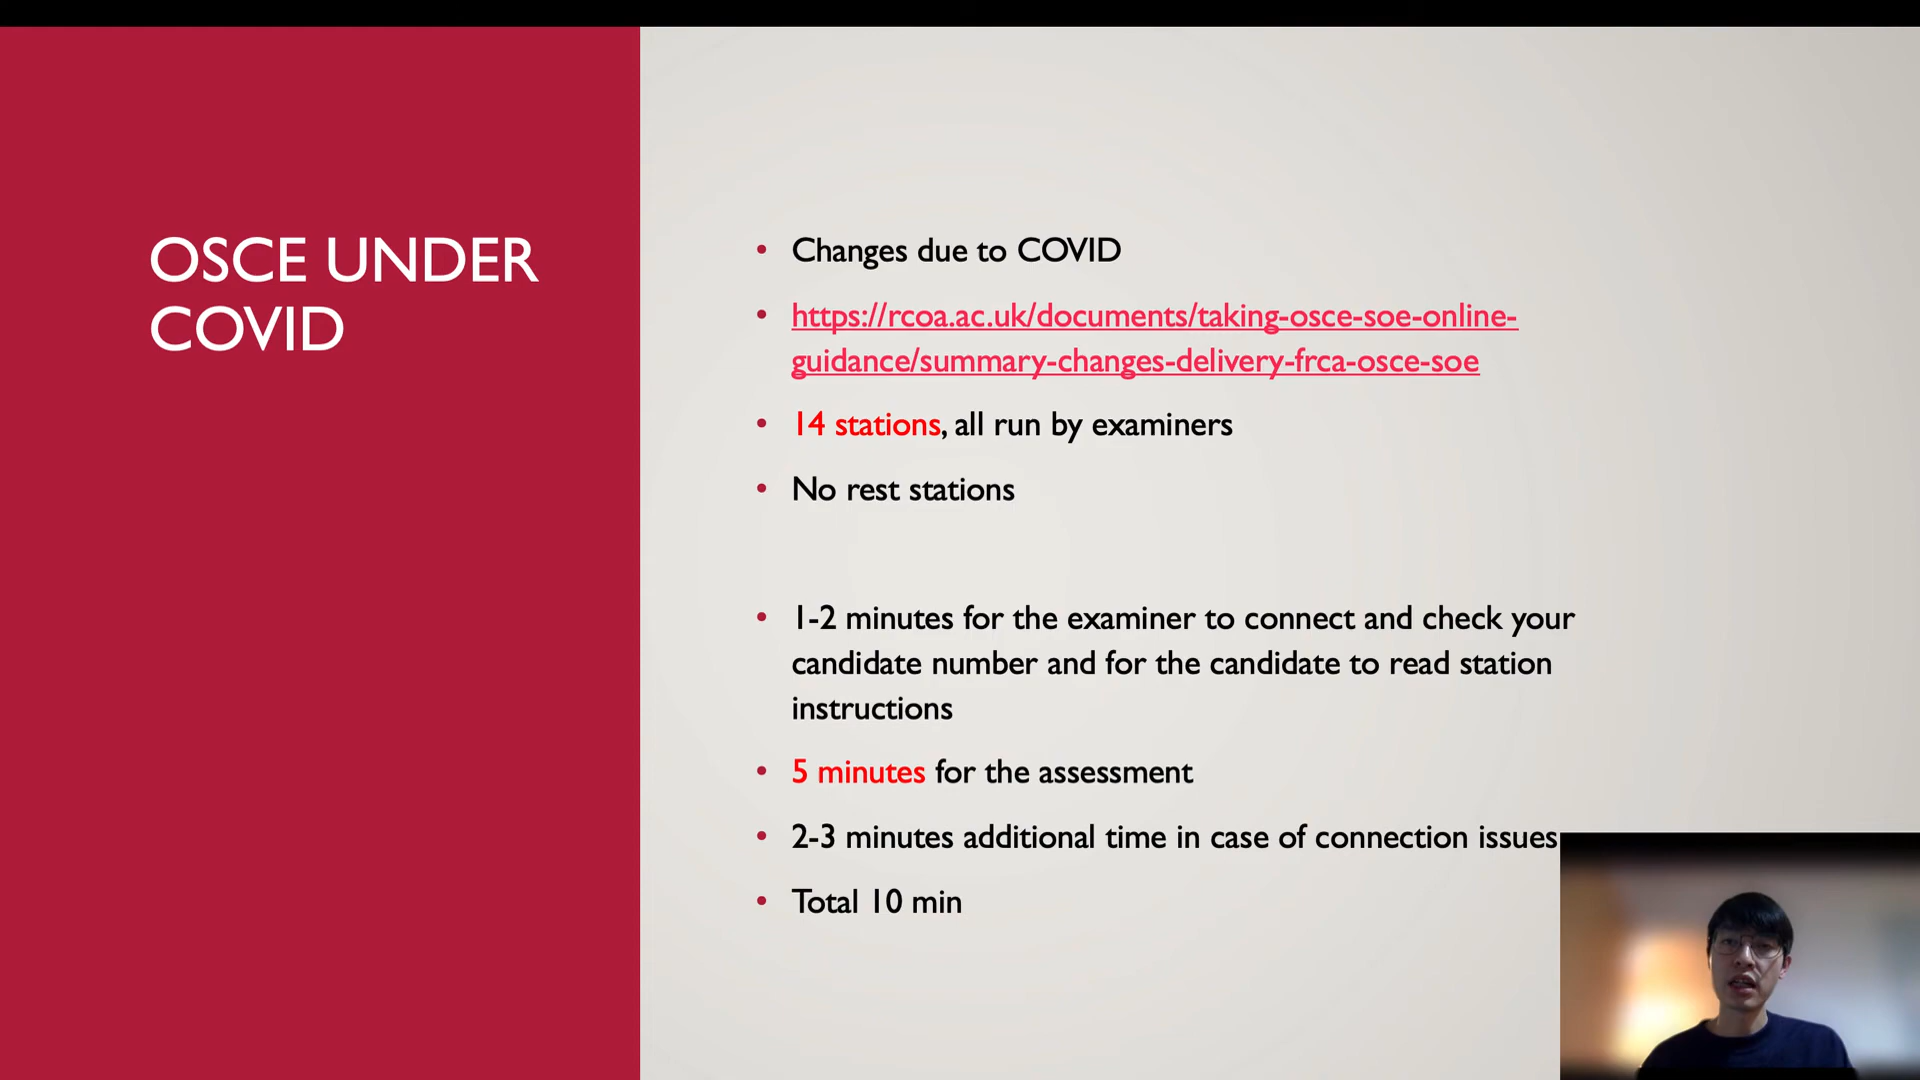 OSCE UNDER
COVID
• Changes due to COVID
• https://rcoa.ac.uk/documents/taking-osce-soe-online-
guidance/summary-changes-delivery-frca-osce-soe
• 14 stations, all run by examiners
• No rest stations
• 1-2 minutes for the examiner to connect and check your
candidate number and for the candidate to read station
instructions
• 5 minutes for the assessment
• 2-3 minutes additional time in case of connection issues
• Total 10 min